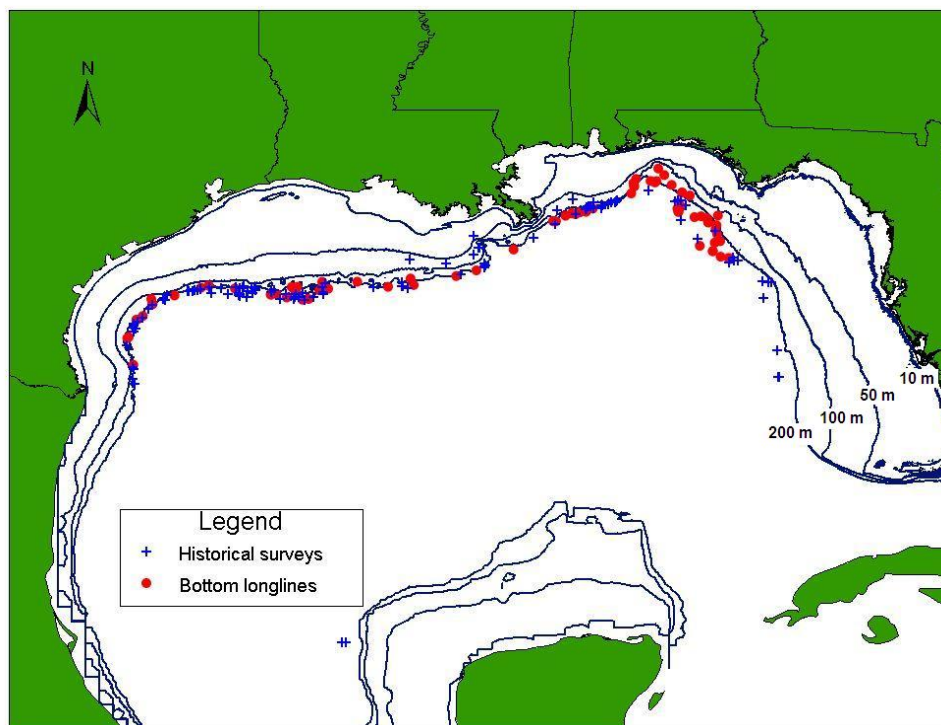 N
10 m
50 m
100 m
200 m
Legend
Historical surveys
Bottom longlines